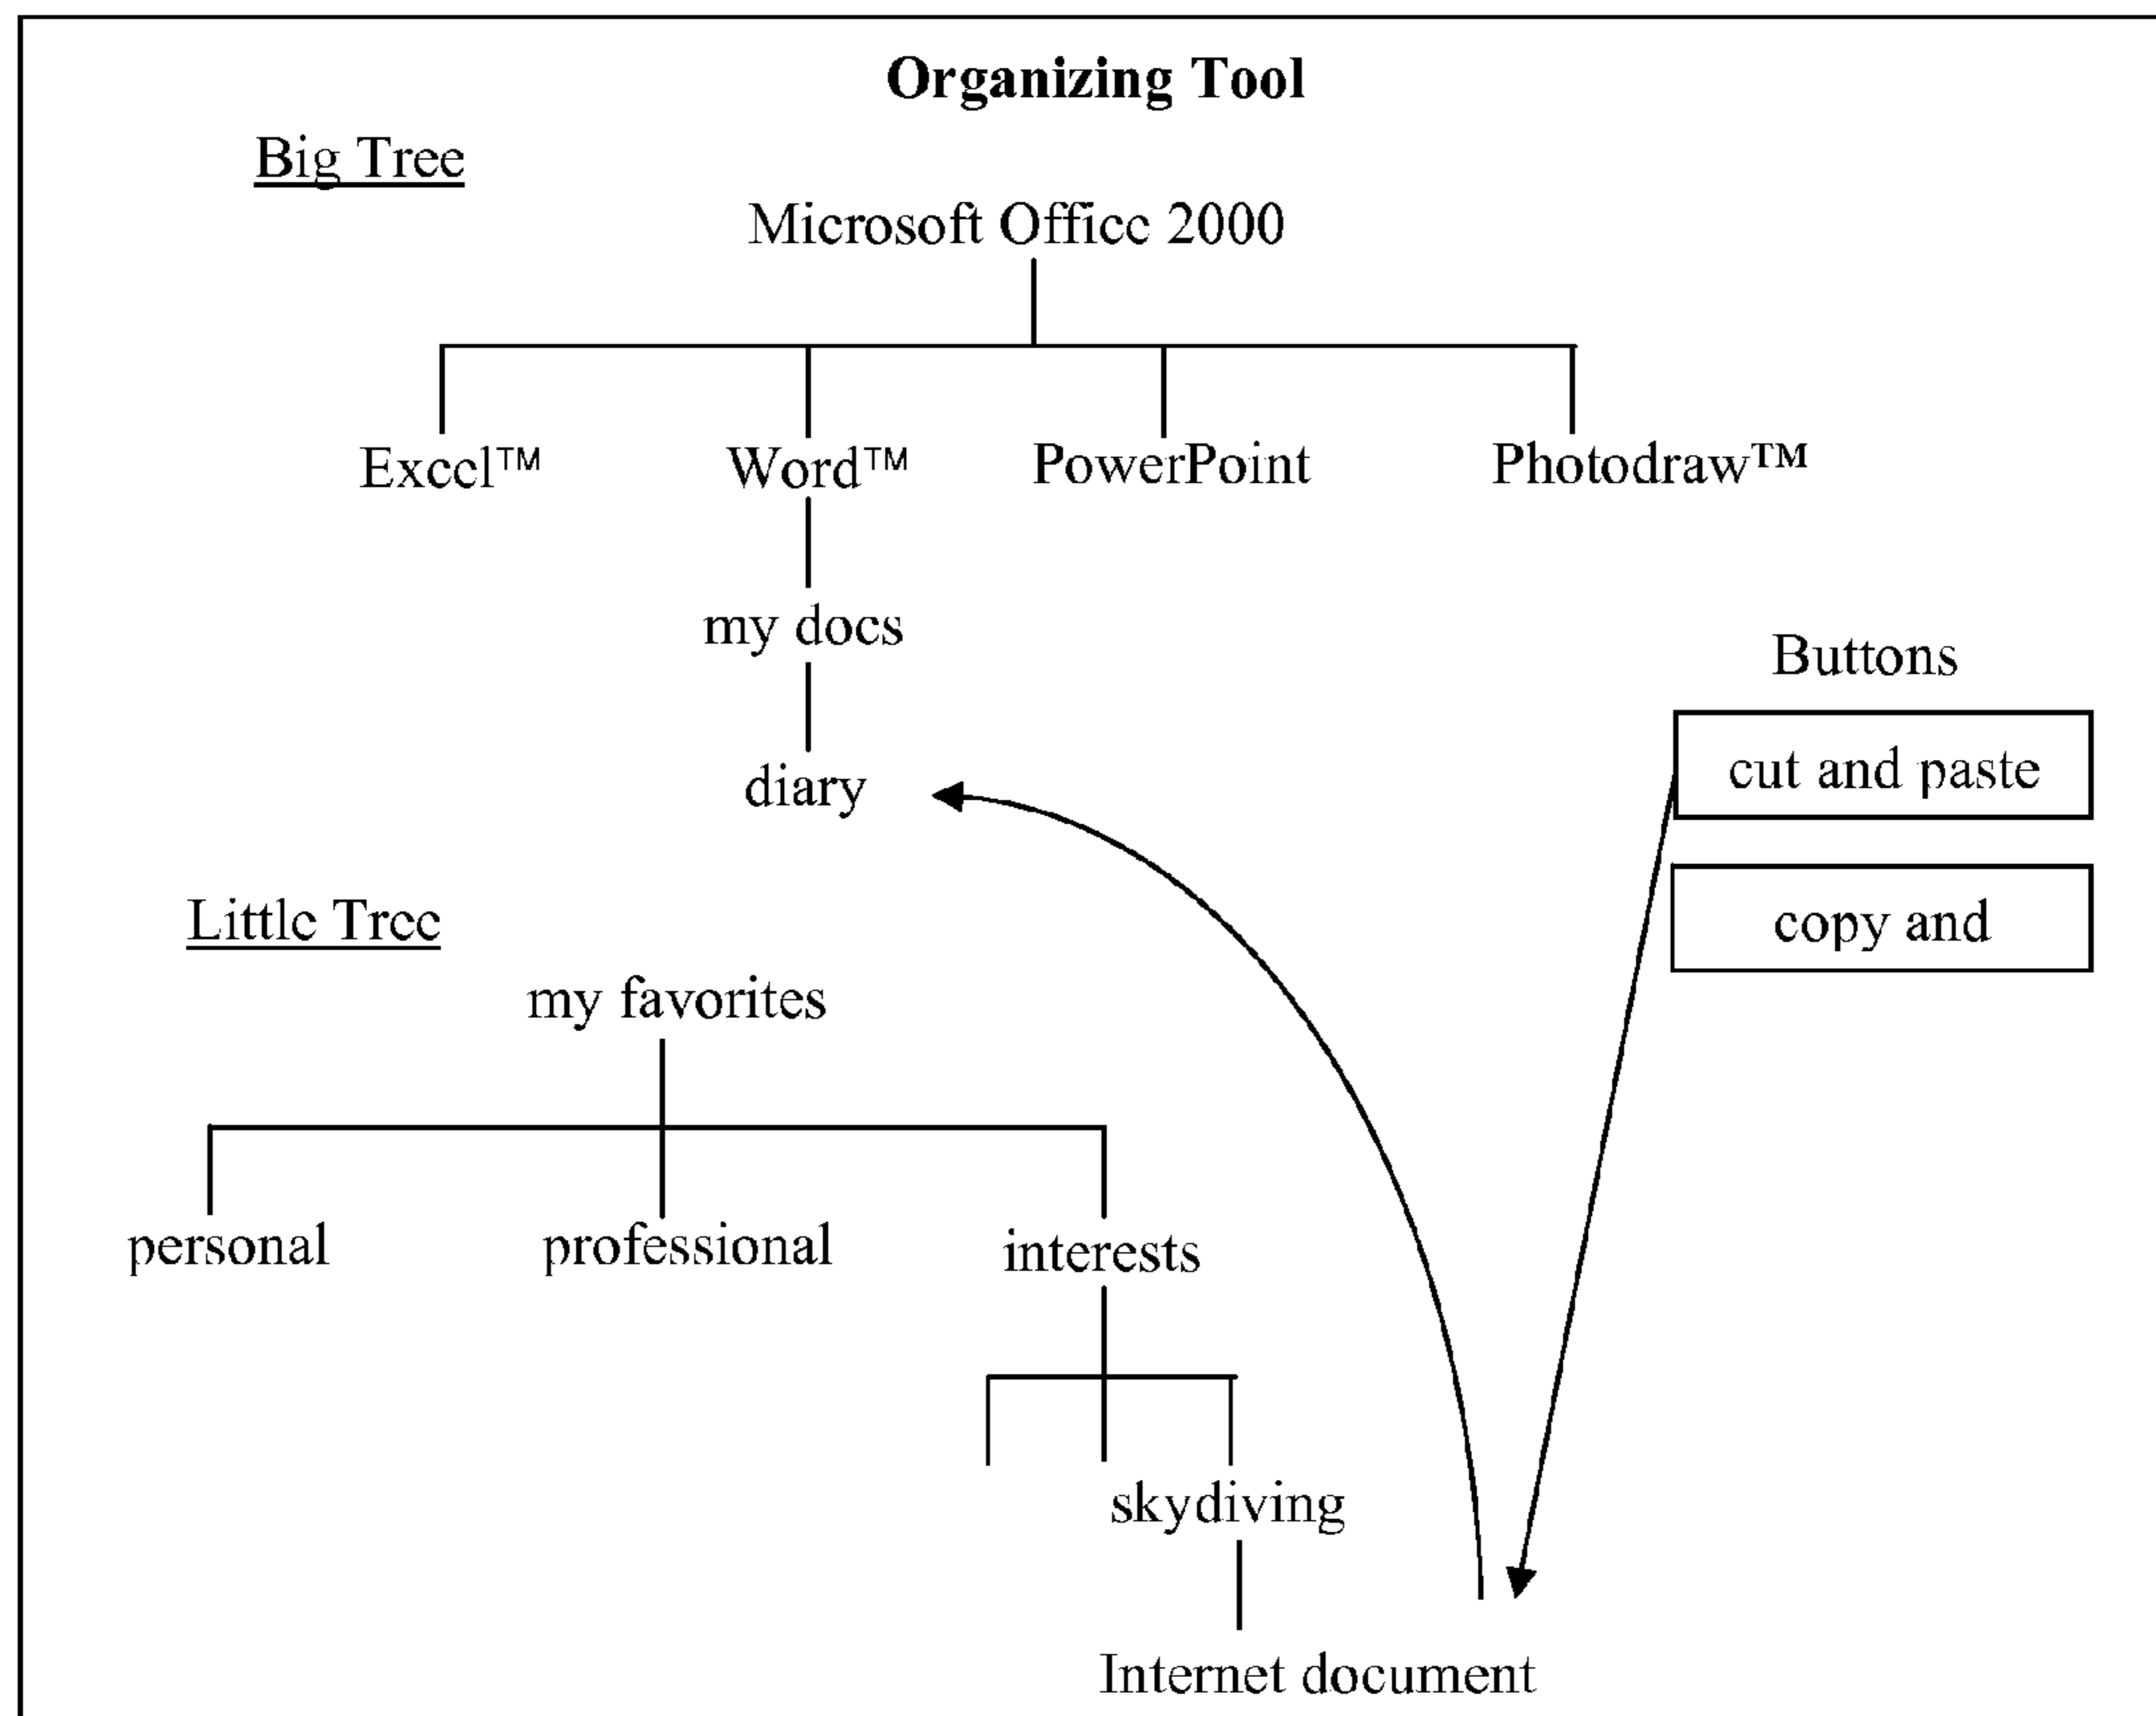 Organizing Tool
Big Tree
Microsoft Office 2000
Excel™ Word™ PowerPoint Photodraw™
my docs
Buttons
cut and paste
diary
copy and
Little Tree
my favorites
personal professional interests
skydiving
Internet document